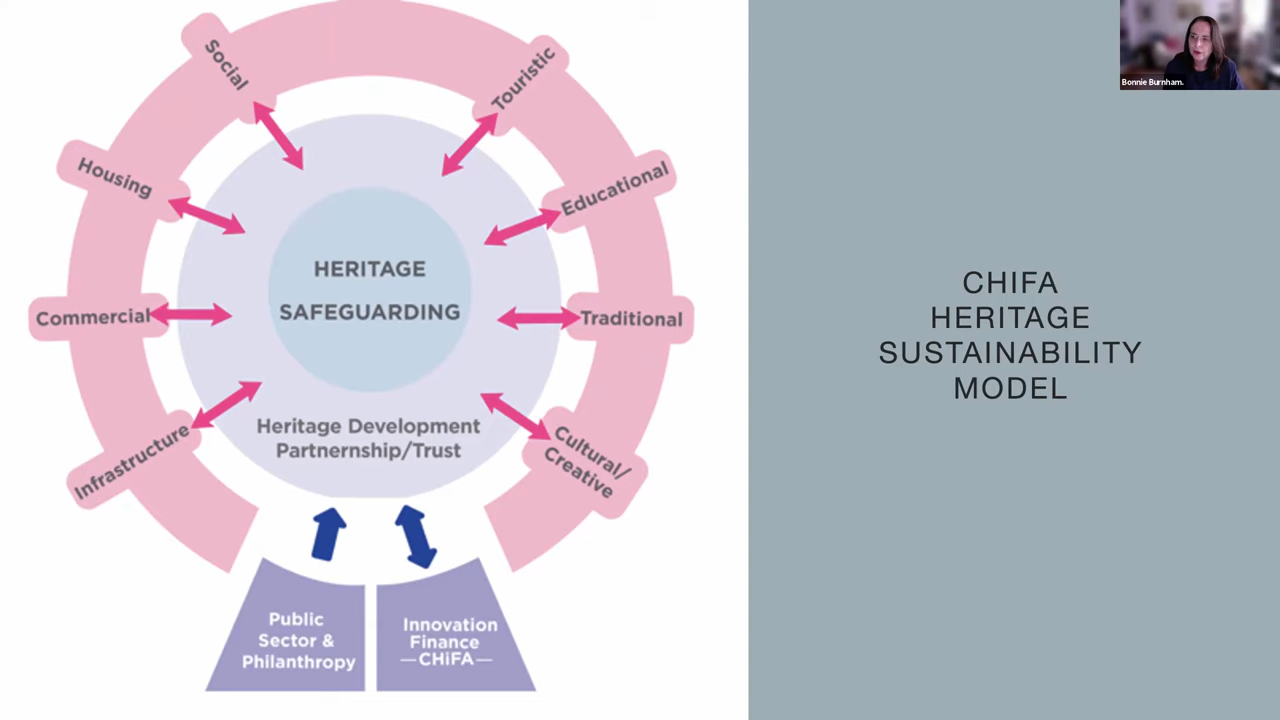 Social
Touristic
Housing
Educational
Commercial
Traditional
Infrastructure
Cultural/
Creative
HERITAGE
SAFEGUARDING
Heritage Development
Partnernship/Trust
Public
Sector &
Philanthropy
Innovation
Finance
—CHiFA—
CHIFA
HERITAGE
SUSTAINABILITY
MODEL
Bonnie Burnham.